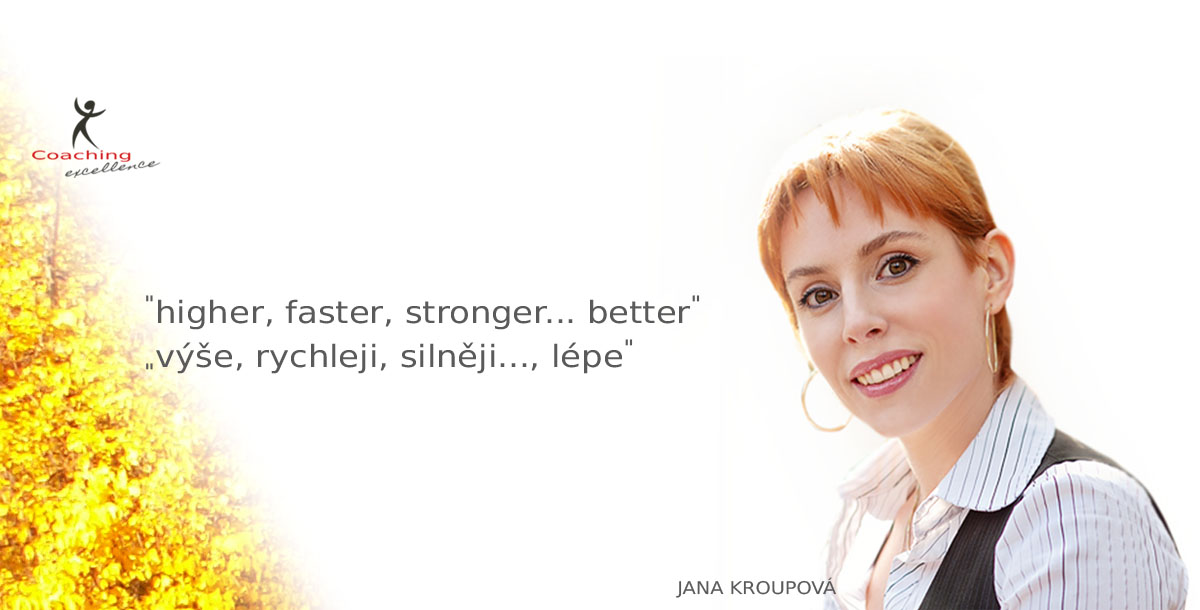 Coaching
excellence
"higher, faster, stronger... better"
„výše, rychleji, silněji..., lépe"
JANA KROUPOVÁ